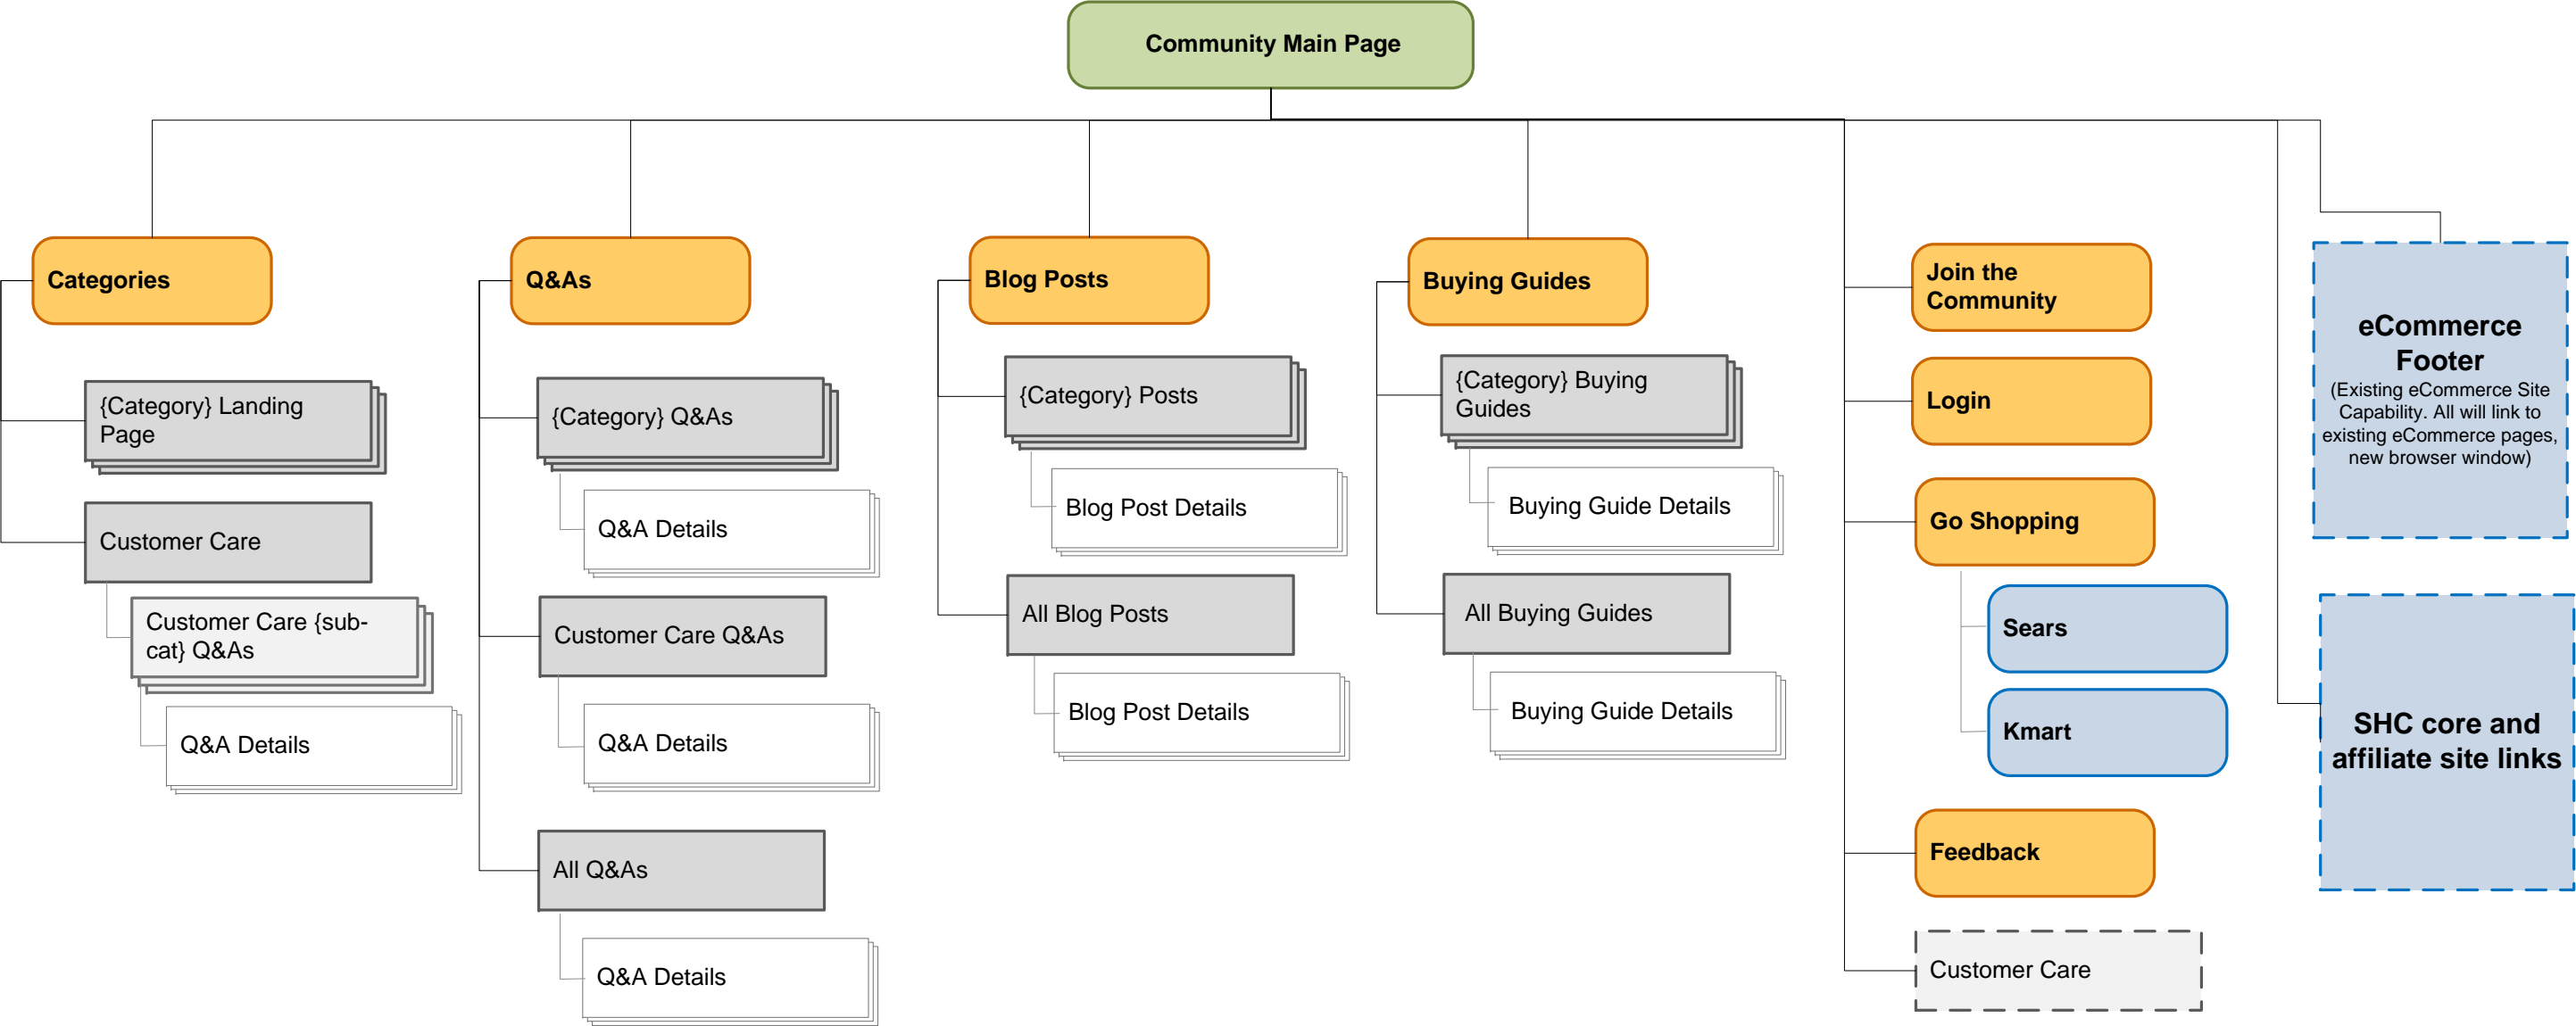 Community Main Page
Categories
{Category} Landing
Page
Customer Care
Customer Care {sub-
cat} Q&As
Q&A Details
Q&As
{Category} Q&As
Q&A Details
Customer Care Q&As
Q&A Details
All Q&As
Q&A Details
Blog Posts
{Category} Posts
Blog Post Details
All Blog Posts
Blog Post Details
Buying Guides
{Category} Buying
Guides
Buying Guide Details
All Buying Guides
Buying Guide Details
Join the
Community
Login
Go Shopping
Sears
Kmart
Feedback
Customer Care
eCommerce
Footer
(Existing eCommerce Site
Capability. All will link to
existing eCommerce pages,
new browser window)
SHC core and
affiliate site links